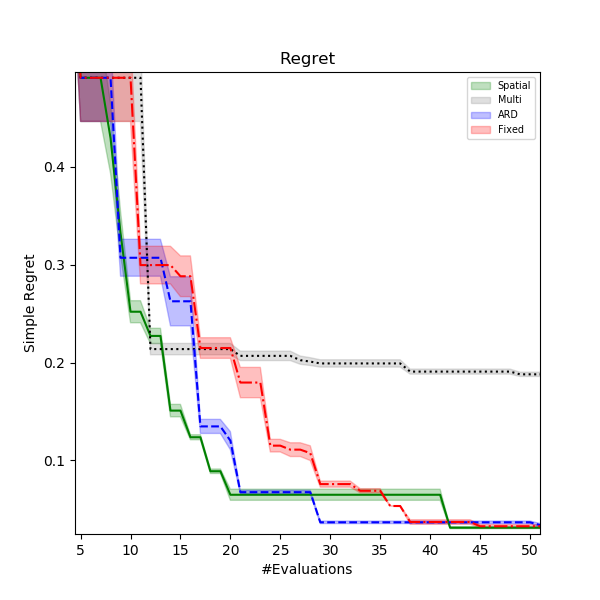 Regret
Spatial
Multi
ARD
Fixed
0.4
0.3
0.2
0.1
Simple Regret
5 10 15 20 25 30 35 40 45 50
#Evaluations